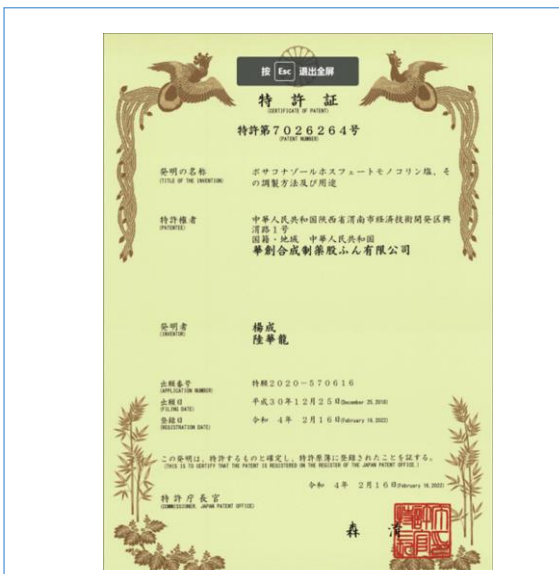 按 Esc 退出全屏
特許証
(CERTIFICATE OF PATENT)
特許第7026264号
(PATENT NUMBER)
発明の名称
(TITLE OF THE INVENTION)
ポサコナゾールホスフェートモノコリン塩、そ
の調製方法及び用途
特許権者
(PATENTEE)
中華人民共和国陝西省渭南市経済技術開発区興
渭路1号
国籍・地域 中華人民共和国
華創合成制薬股ふん有限公司
発明者
(INVENTOR)
楊成
陸華龍
出願番号
(APPLICATION NUMBER)
特願2020-570616
出願日
(FILING DATE)
平成30年12月25日(December 25,2018)
登録日
(REGISTRATION DATE)
令和 4年 2月16日(February 16,2022)
この発明は、特許するものと確定し、特許原簿に登録されたことを証する。
(THIS IS TO CERTIFY THAT THE PATENT IS REGISTERED ON THE REGISTER OF THE JAPAN PATENT OFFICE.)
令和 4年 2月16日(February 16,2022)
特許庁長官
(COMMISSIONER, JAPAN PATENT OFFICE)
森 清